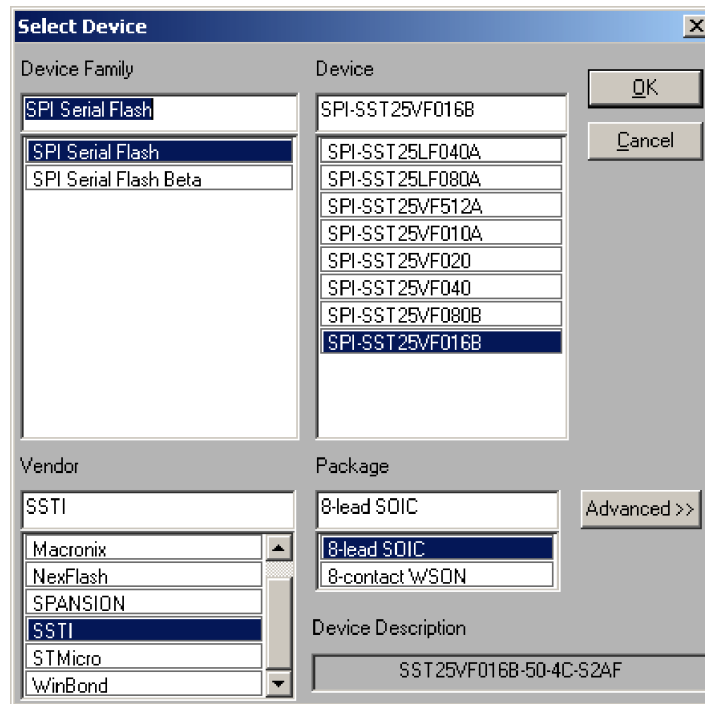 Select Device
Device Family
SPI Serial Flash
SPI Serial Flash
SPI Serial Flash Beta
Device
SPI-SST25VF016B
SPI-SST25LF040A
SPI-SST25LF080A
SPI-SST25VF512A
SPI-SST25VF010A
SPI-SST25VF020
SPI-SST25VF040
SPI-SST25VF080B
SPI-SST25VF016B
OK
Cancel
Vendor
SSTI
Macronix
NexFlash
SPANSION
SSTI
STMicro
WinBond
Package
8-lead SOIC
8-lead SOIC
8-contact WSON
Advanced >>
Device Description
SST25VF016B-50-4C-S2AF